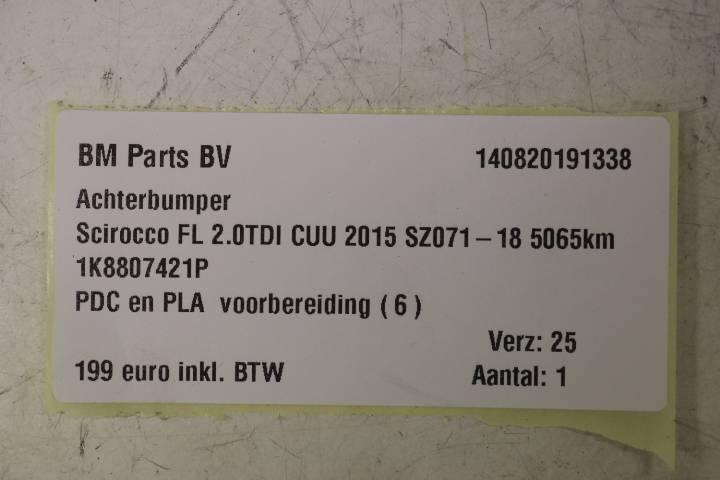 BM Parts BV 140820191338
Achterbumper
Scirocco FL 2.0TDI CUU 2015 SZ071 – 18 5065km
1K8807421P
PDC en PLA voorbereiding ( 6 )
Verz: 25
199 euro inkl. BTW Aantal: 1